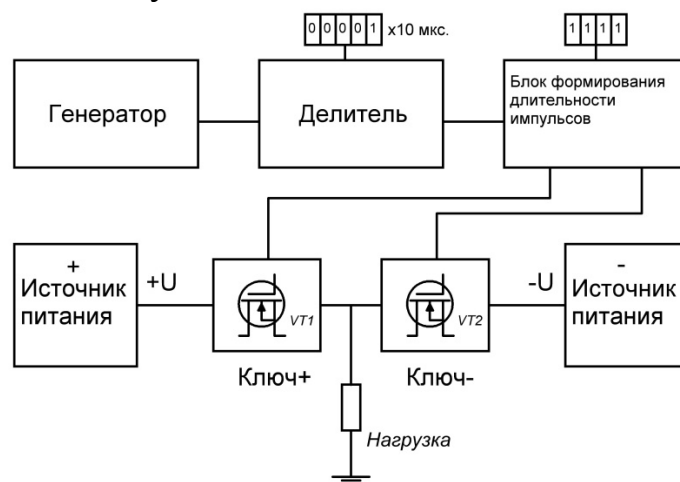 0 0 0 0 1 x10 мкс.
1 1 1 1
Генератор
Делитель
Блок формирования
длительности
импульсов
+
Источник
питания
+U
VT1
VT2
-U
-
Источник
питания
Ключ+
Ключ-
Нагрузка